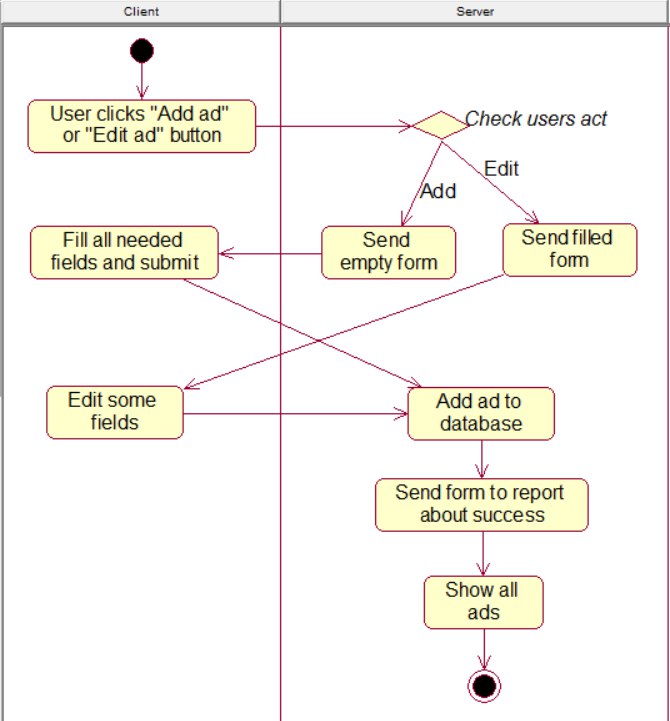 Client
Server
User clicks "Add ad"
or "Edit ad" button
Check users act
Add
Edit
Fill all needed
fields and submit
Send
empty form
Send filled
form
Edit some
fields
Add ad to
database
Send form to report
about success
Show all
ads